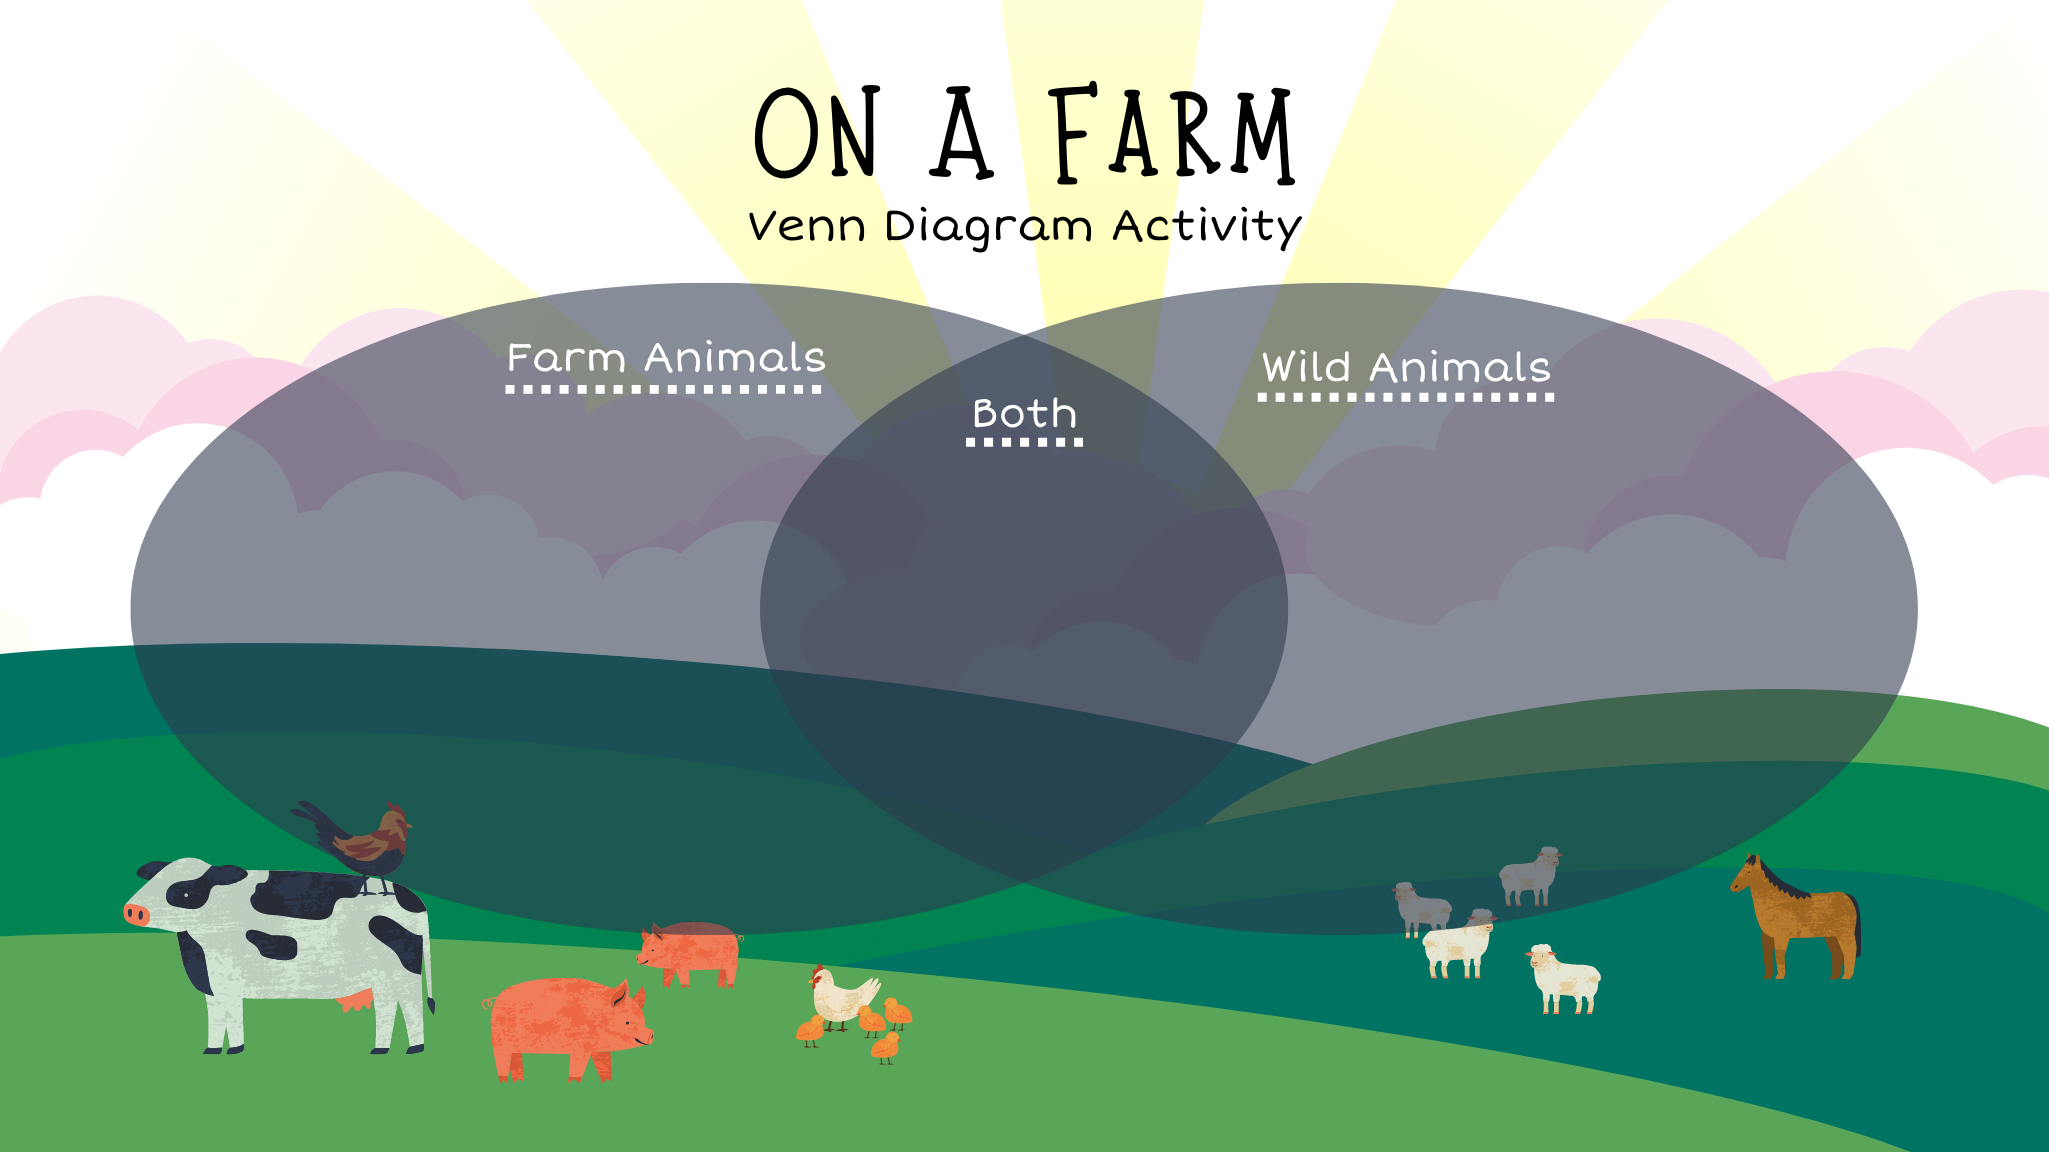 ON A FARM
Venn Diagram Activity
Farm Animals
Wild Animals
Both